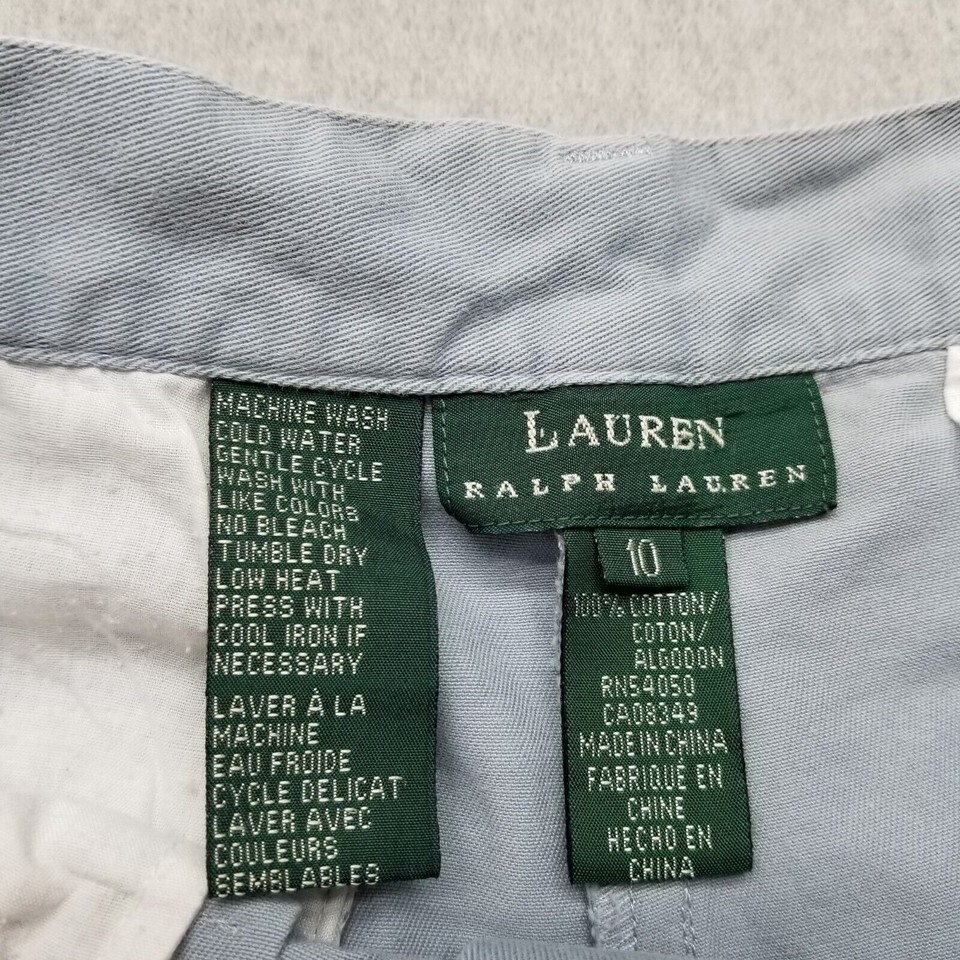 MACHINE WASH
COLD WATER
GENTLE CYCLE
WASH WITH
LIKE COLORS
NO BLEACH
TUMBLE DRY
LOW HEAT
PRESS WITH
COOL IRON IF
NECESSARY
LAVER À LA
MACHINE
EAU FROIDE
CYCLE DELICAT
LAVER AVEC
COULEURS
SEMBLABLES
LAUREN
RALPH LAUREN
10
100% COTTON/
COTON/
ALGODON
RN54050
CA08349
MADE IN CHINA
FABRIQUÉ EN
CHINE
HECHO EN
CHINA